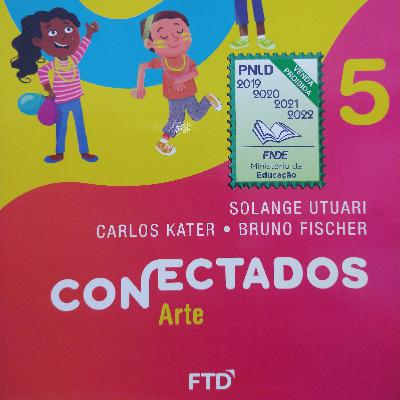 PNLD
2019
2020
2021
2022
VENDA
PROIBIDA
FNDE
Ministério da
Educação
5
SOLANGE UTUARI
CARLOS KATER • BRUNO FISCHER
CONECTADOS
Arte
FTD